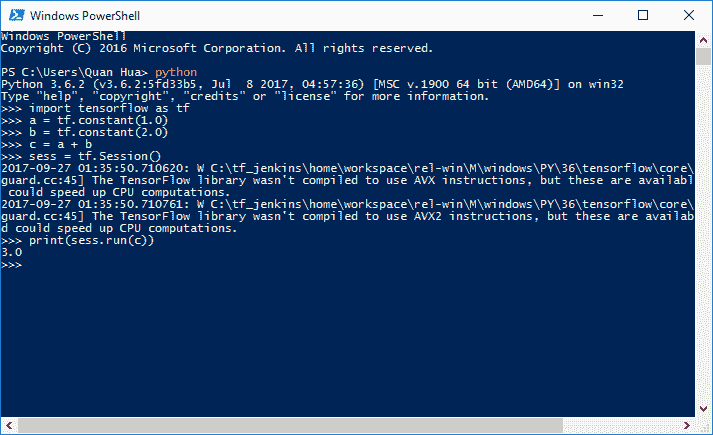 Windows PowerShell
Windows PowerShell
Copyright (C) 2016 Microsoft Corporation. All rights reserved.
PS C:\Users\Quan Hua> python
Python 3.6.2 (v3.6.2:5fd33b5, Jul  8 2017, 04:57:36) [MSC v.1900 64 bit (AMD64)] on win32
Type "help", "copyright", "credits" or "license" for more information.
>>> import tensorflow as tf
>>> a = tf.constant(1.0)
>>> b = tf.constant(2.0)
>>> c = a + b
>>> sess = tf.Session()
2017-09-27 01:35:50.710620: W C:\tf_jenkins\home\workspace\rel-win\M\windows\PY\36\tensorflow\core\
guard.cc:45] The TensorFlow library wasn't compiled to use AVX instructions, but these are availabl
 could speed up CPU computations.
2017-09-27 01:35:50.710761: W C:\tf_jenkins\home\workspace\rel-win\M\windows\PY\36\tensorflow\core\
guard.cc:45] The TensorFlow library wasn't compiled to use AVX2 instructions, but these are availab
d could speed up CPU computations.
>>> print(sess.run(c))
3.0
>>>